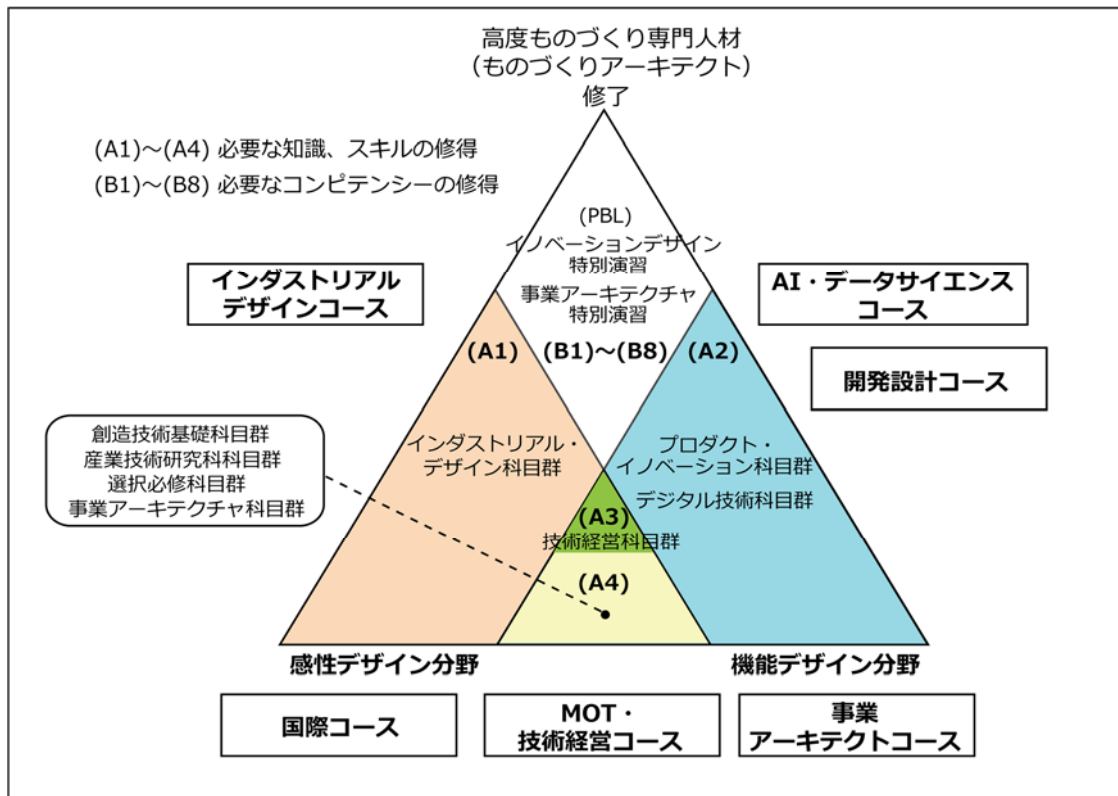 高度ものづくり専門人材
（ものづくりアーキテクト）
修了
(A1)～(A4) 必要な知識、スキルの修得
(B1)～(B8) 必要なコンピテンシーの修得
(PBL)
イノベーションデザイン
特別演習
事業アーキテクチャ
特別演習
インダストリアル
デザインコース
AI・データサイエンス
コース
(A1)
(B1)～(B8)
(A2)
開発設計コース
創造技術基礎科目群
産業技術研究科科目群
選択必修科目群
事業アーキテクチャ科目群
インダストリアル・
デザイン科目群
プロダクト・
イノベーション科目群
デジタル技術科目群
(A3)
技術経営科目群
(A4)
感性デザイン分野
機能デザイン分野
国際コース
MOT・
技術経営コース
事業
アーキテクトコース